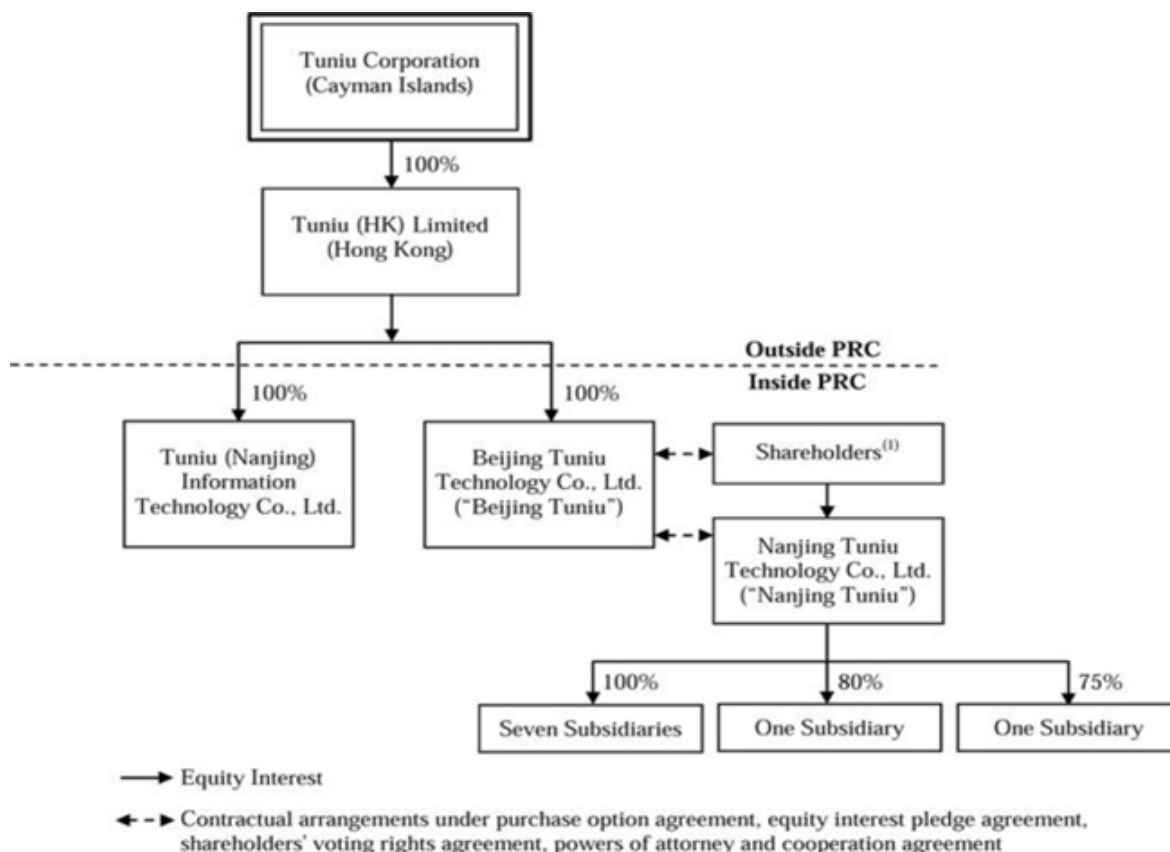 Tuniu Corporation
(Cayman Islands)
100%
Tuniu (HK) Limited
(Hong Kong)
Outside PRC
Inside PRC
100%
100%
Tuniu (Nanjing)
Information
Technology Co., Ltd.
Beijing Tuniu
Technology Co., Ltd.
(“Beijing Tuniu”)
Shareholders(1)
Nanjing Tuniu
Technology Co., Ltd.
(“Nanjing Tuniu”)
100%
80%
75%
Seven Subsidiaries
One Subsidiary
One Subsidiary
Equity Interest
Contractual arrangements under purchase option agreement, equity interest pledge agreement,
shareholders’ voting rights agreement, powers of attorney and cooperation agreement